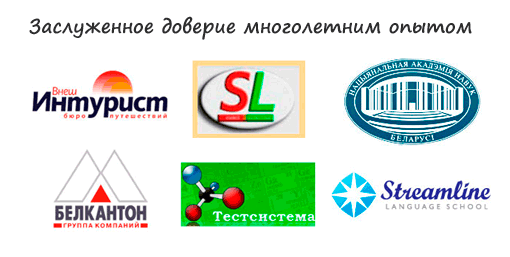 Заслуженное доверие многолетним опытом
Внеш
Интурист
бюро путешествий
SL
НАЦЫЯНАЛЬНАЯ АКАДЭМІЯ НАВУК
БЕЛАРУСІ
БЕЛКАНТОН
ГРУППА КОМПАНИЙ
Тестсистема
Streamline
LANGUAGE SCHOOL